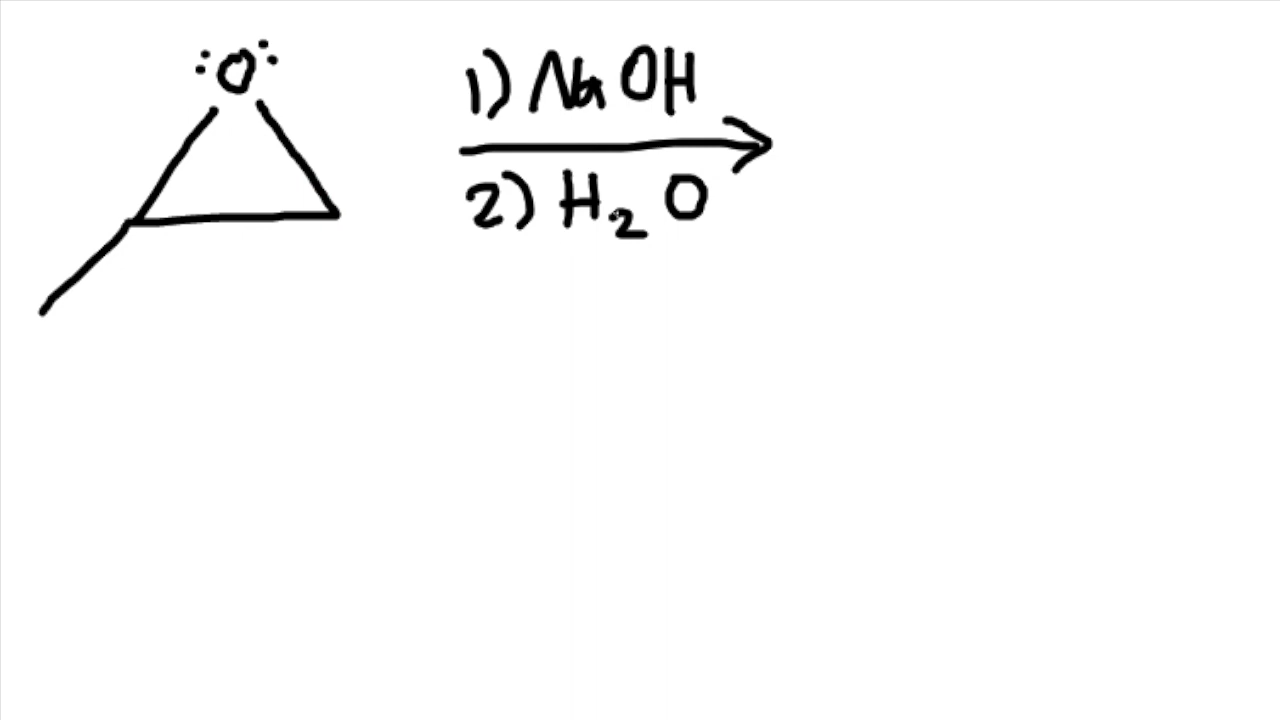 :O:
1) NaOH
2) H₂O